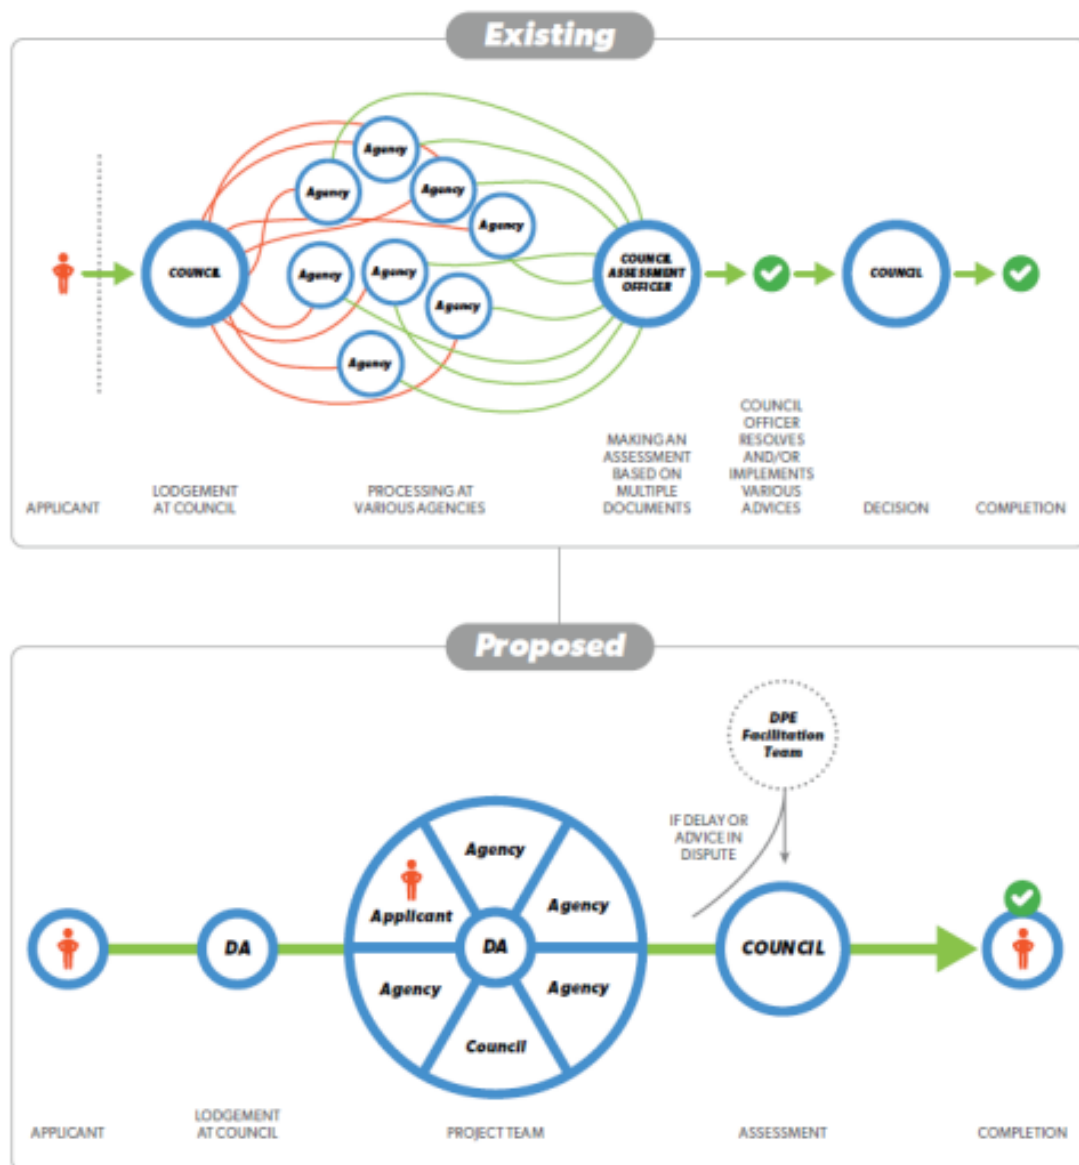 Existing
Agency
Agency
Agency
Agency
COUNCIL
Agency
Agency
Agency
Agency
COUNCIL
ASSESSMENT
OFFICER
COUNCIL
APPLICANT
LODGEMENT
AT COUNCIL
PROCESSING AT
VARIOUS AGENCIES
MAKING AN
ASSESSMENT
BASED ON
MULTIPLE
DOCUMENTS
COUNCIL
OFFICER
RESOLVES
AND/OR
IMPLEMENTS
VARIOUS
ADVICES
DECISION
COMPLETION
Proposed
DPE
Facilitation
Team
IF DELAY OR
ADVICE IN
DISPUTE
Agency
Applicant
Agency
DA
DA
Agency
Agency
Council
COUNCIL
APPLICANT
LODGEMENT
AT COUNCIL
PROJECT TEAM
ASSESSMENT
COMPLETION